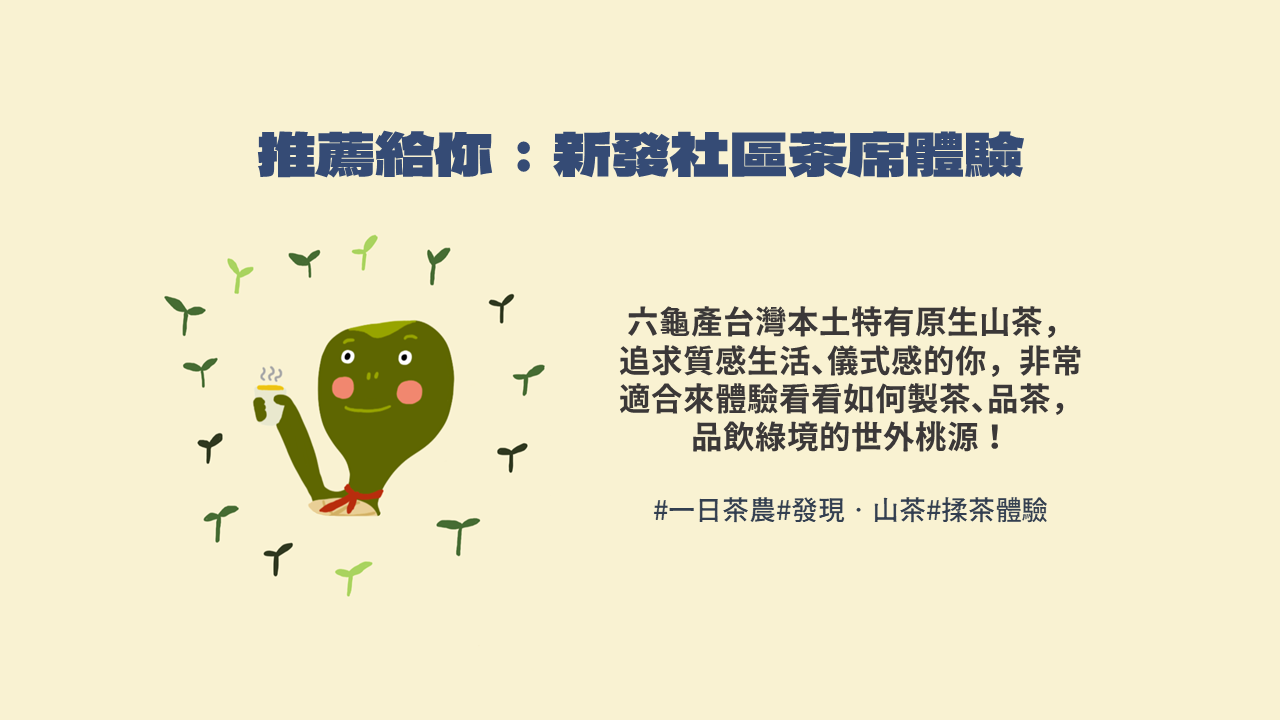 推薦給你：新發社區茶席體驗
六龜產台灣本土特有原生山茶，
追求質感生活、儀式感的你，非常
適合來體驗看看如何製茶、品茶，
品飲綠境的世外桃源！
#一日茶農#發現‧山茶#揉茶體驗